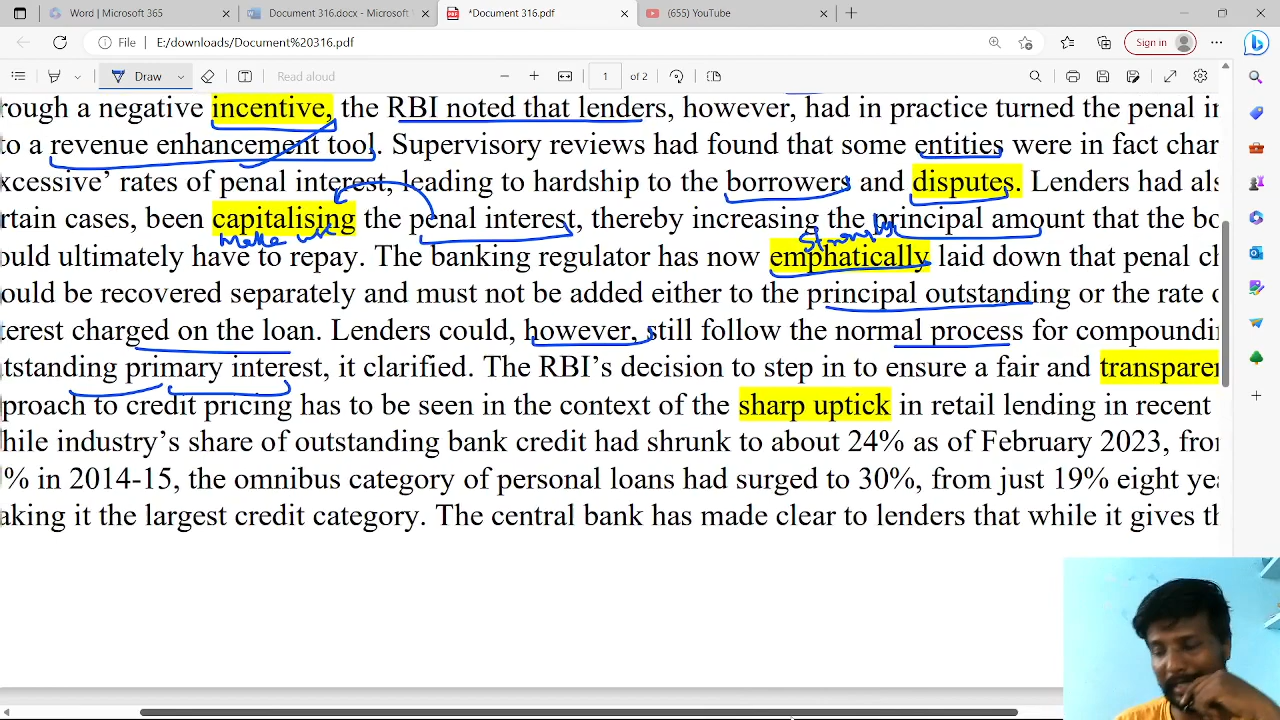 Word | Microsoft 365
Document 316.docx - Microsoft
*Document 316.pdf
(655) YouTube
File
E:/downloads/Document%20316.pdf
Sign in
Draw
Read aloud
1
of 2
rough a negative incentive, the RBI noted that lenders, however, had in practice turned the penal in
to a revenue enhancement tool. Supervisory reviews had found that some entities were in fact char
xcessive’ rates of penal interest, leading to hardship to the borrowers and disputes. Lenders had als
rtain cases, been capitalising the penal interest, thereby increasing the principal amount that the bo
make use
strongly
ould ultimately have to repay. The banking regulator has now emphatically laid down that penal ch
ould be recovered separately and must not be added either to the principal outstanding or the rate o
terest charged on the loan. Lenders could, however, still follow the normal process for compoundin
tstanding primary interest, it clarified. The RBI’s decision to step in to ensure a fair and transparen
proach to credit pricing has to be seen in the context of the sharp uptick in retail lending in recent
hile industry’s share of outstanding bank credit had shrunk to about 24% as of February 2023, from
% in 2014-15, the omnibus category of personal loans had surged to 30%, from just 19% eight yea
aking it the largest credit category. The central bank has made clear to lenders that while it gives th